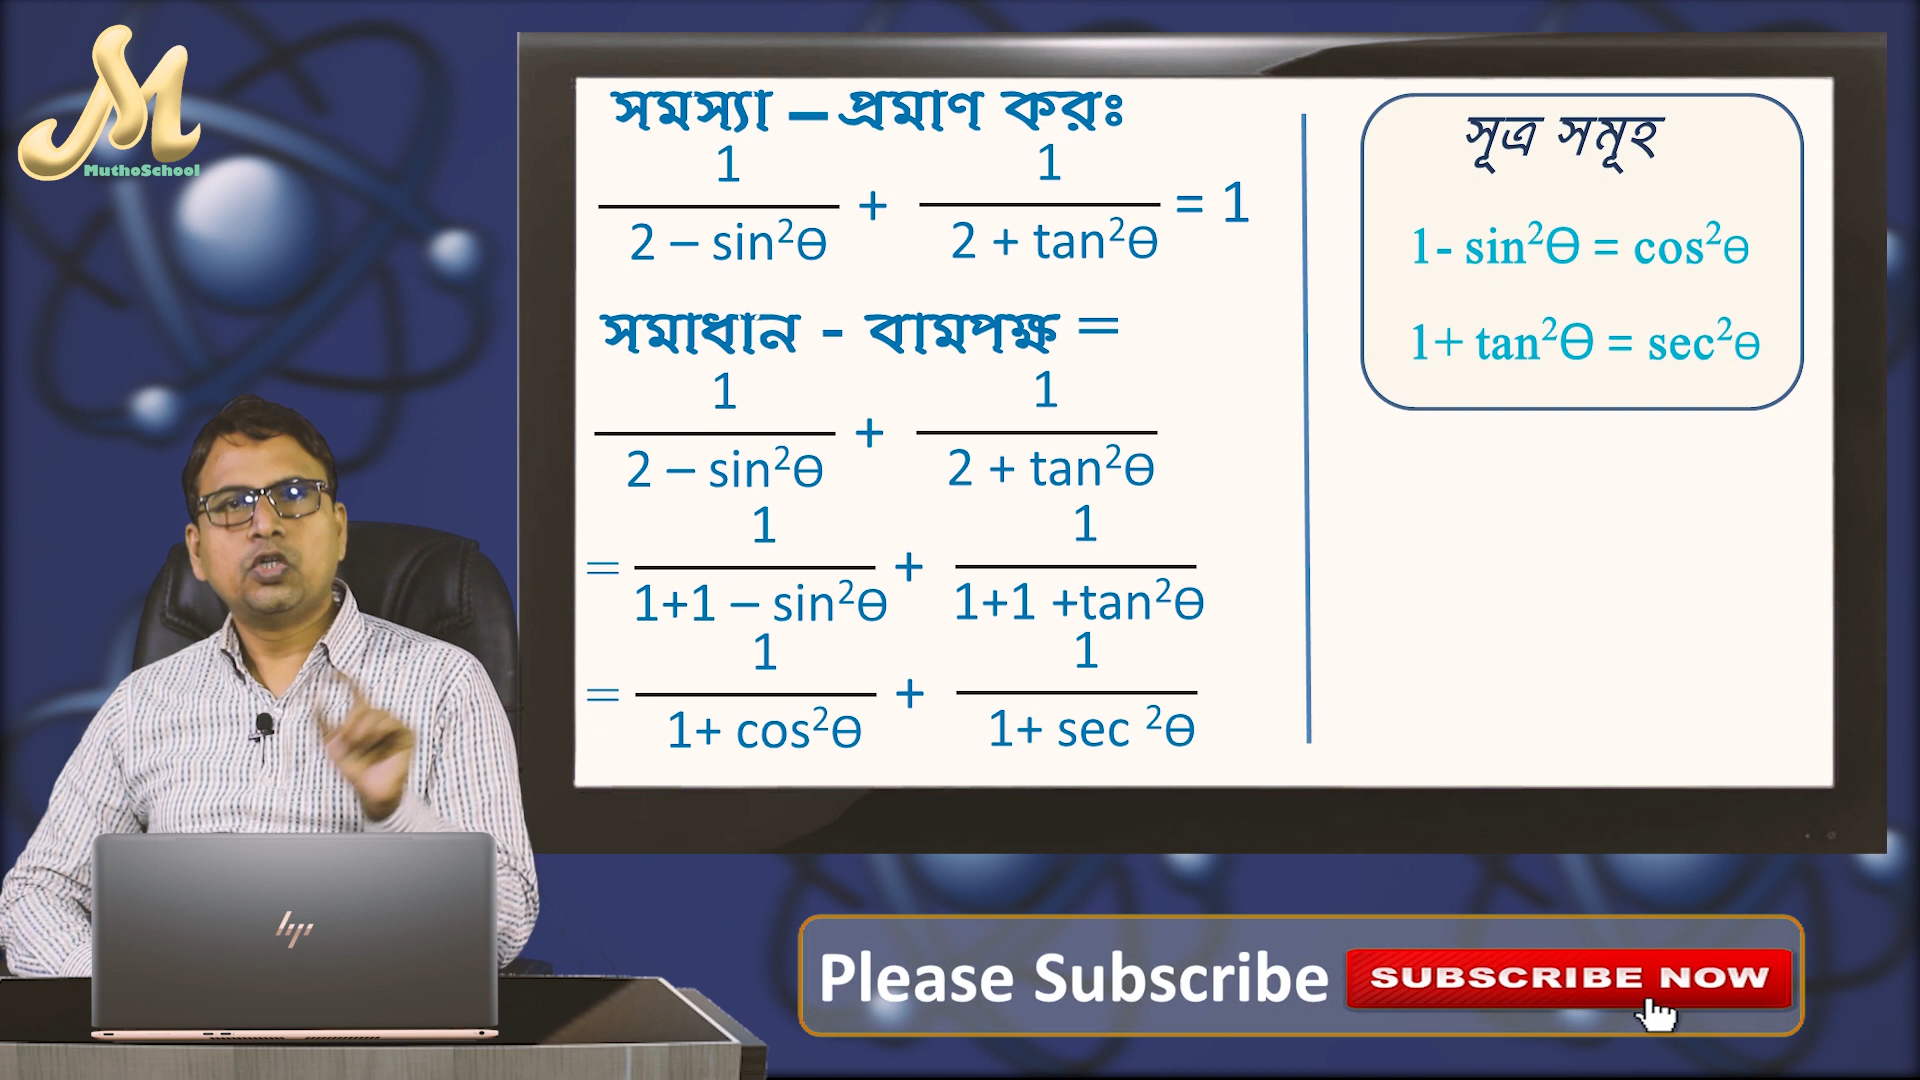 M
MuthoSchool
সমস্যা – প্রমাণ করঃ
1 1
2 – sin²ϴ + 2 + tan²ϴ = 1
সমাধান - বামপক্ষ =
1 1
2 – sin²ϴ + 2 + tan²ϴ
1 1
= 1+1 – sin²ϴ + 1+1 +tan²ϴ
1 1
= 1+ cos²ϴ + 1+ sec ²ϴ
সূত্র সমূহ
1- sin²ϴ = cos²ϴ
1+ tan²ϴ = sec²ϴ
hp
Please Subscribe SUBSCRIBE NOW